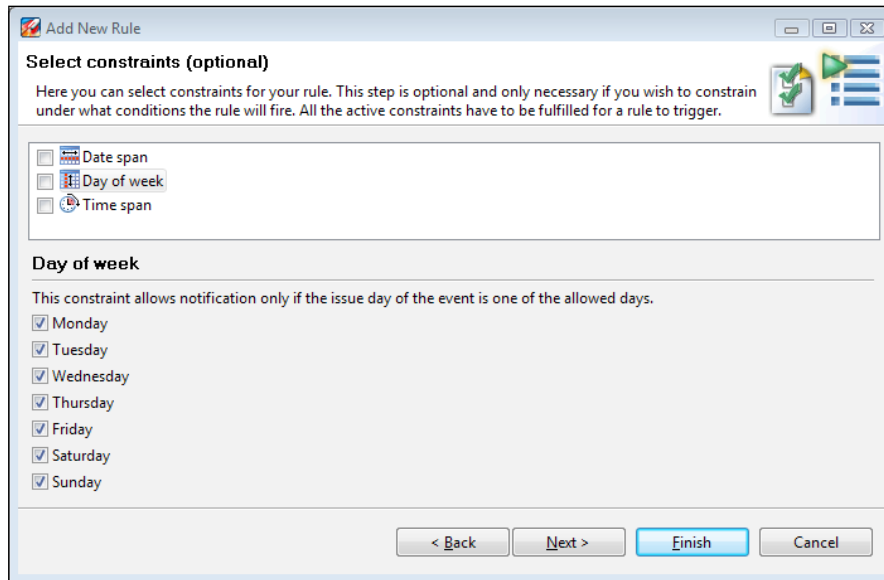 Add New Rule
Select constraints (optional)
Here you can select constraints for your rule. This step is optional and only necessary if you wish to constrain
under what conditions the rule will fire. All the active constraints have to be fulfilled for a rule to trigger.
Date span
Day of week
Time span
Day of week
This constraint allows notification only if the issue day of the event is one of the allowed days.
Monday
Tuesday
Wednesday
Thursday
Friday
Saturday
Sunday
< Back Next > Finish Cancel